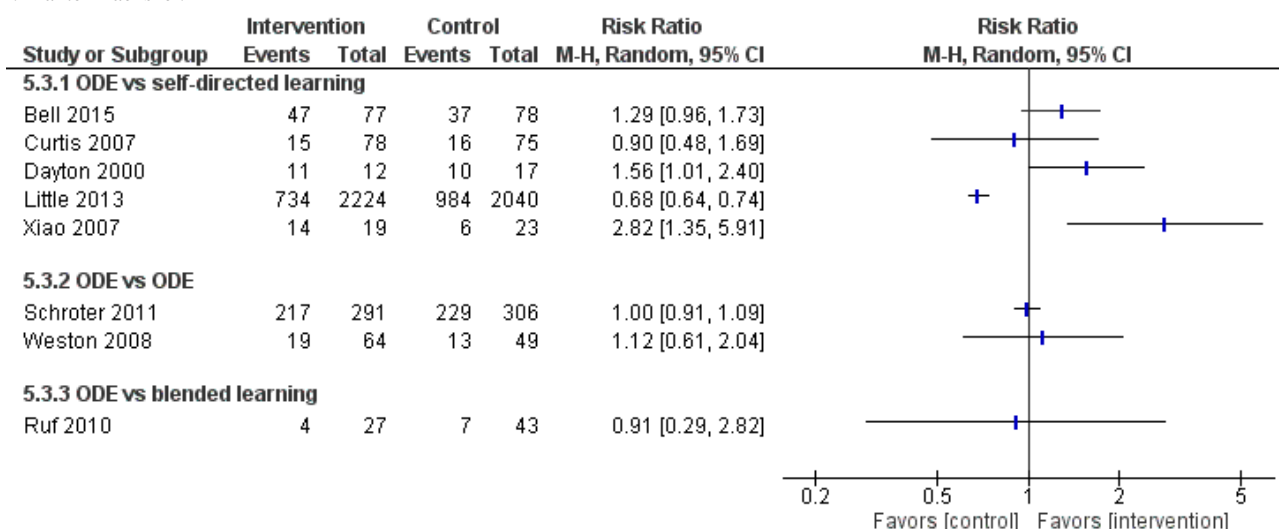 Intervention Control Risk Ratio Risk Ratio
Study or Subgroup Events Total Events Total M-H, Random, 95% CI M-H, Random, 95% CI
5.3.1 ODE vs self-directed learning
Bell 2015 47 77 37 78 1.29 [0.96, 1.73]
Curtis 2007 15 78 16 75 0.90 [0.48, 1.69]
Dayton 2000 11 12 10 17 1.56 [1.01, 2.40]
Little 2013 734 2224 984 2040 0.68 [0.64, 0.74]
Xiao 2007 14 19 6 23 2.82 [1.35, 5.91]
5.3.2 ODE vs ODE
Schroter 2011 217 291 229 306 1.00 [0.91, 1.09]
Weston 2008 19 64 13 49 1.12 [0.61, 2.04]
5.3.3 ODE vs blended learning
Ruf 2010 4 27 7 43 0.91 [0.29, 2.82]
0.2 0.5 1 2 5
Favors [control] Favors [intervention]